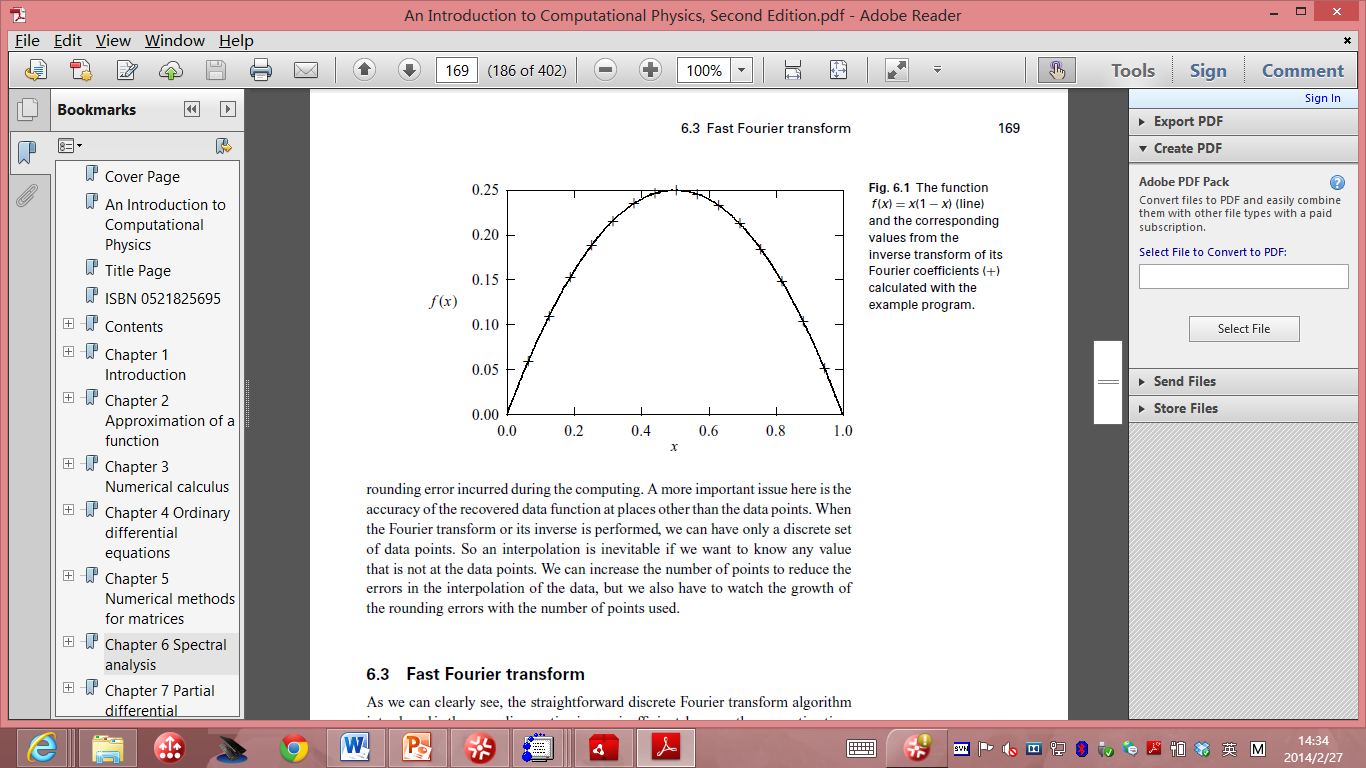 An Introduction to Computational Physics, Second Edition.pdf - Adobe Reader
File Edit View Window Help
169 (186 of 402) 100% Tools Sign Comment
Sign In
Bookmarks
Cover Page
An Introduction to
Computational
Physics
Title Page
ISBN 0521825695
Contents
Chapter 1
Introduction
Chapter 2
Approximation of a
function
Chapter 3
Numerical calculus
Chapter 4 Ordinary
differential
equations
Chapter 5
Numerical methods
for matrices
Chapter 6 Spectral
analysis
Chapter 7 Partial
differential
6.3 Fast Fourier transform 169
0.25
0.20
0.15
f(x)
0.10
0.05
0.00
0.0 0.2 0.4 0.6 0.8 1.0
x
Fig. 6.1 The function
f(x) = x(1 − x) (line)
and the corresponding
values from the
inverse transform of its
Fourier coefficients (+)
calculated with the
example program.
rounding error incurred during the computing. A more important issue here is the
accuracy of the recovered data function at places other than the data points. When
the Fourier transform or its inverse is performed, we can have only a discrete set
of data points. So an interpolation is inevitable if we want to know any value
that is not at the data points. We can increase the number of points to reduce the
errors in the interpolation of the data, but we also have to watch the growth of
the rounding errors with the number of points used.
6.3 Fast Fourier transform
As we can clearly see, the straightforward discrete Fourier transform algorithm
Export PDF
Create PDF
Adobe PDF Pack
Convert files to PDF and easily combine
them with other file types with a paid
subscription.
Select File to Convert to PDF:
Select File
Send Files
Store Files
SVN 英 M
14:34
2014/2/27